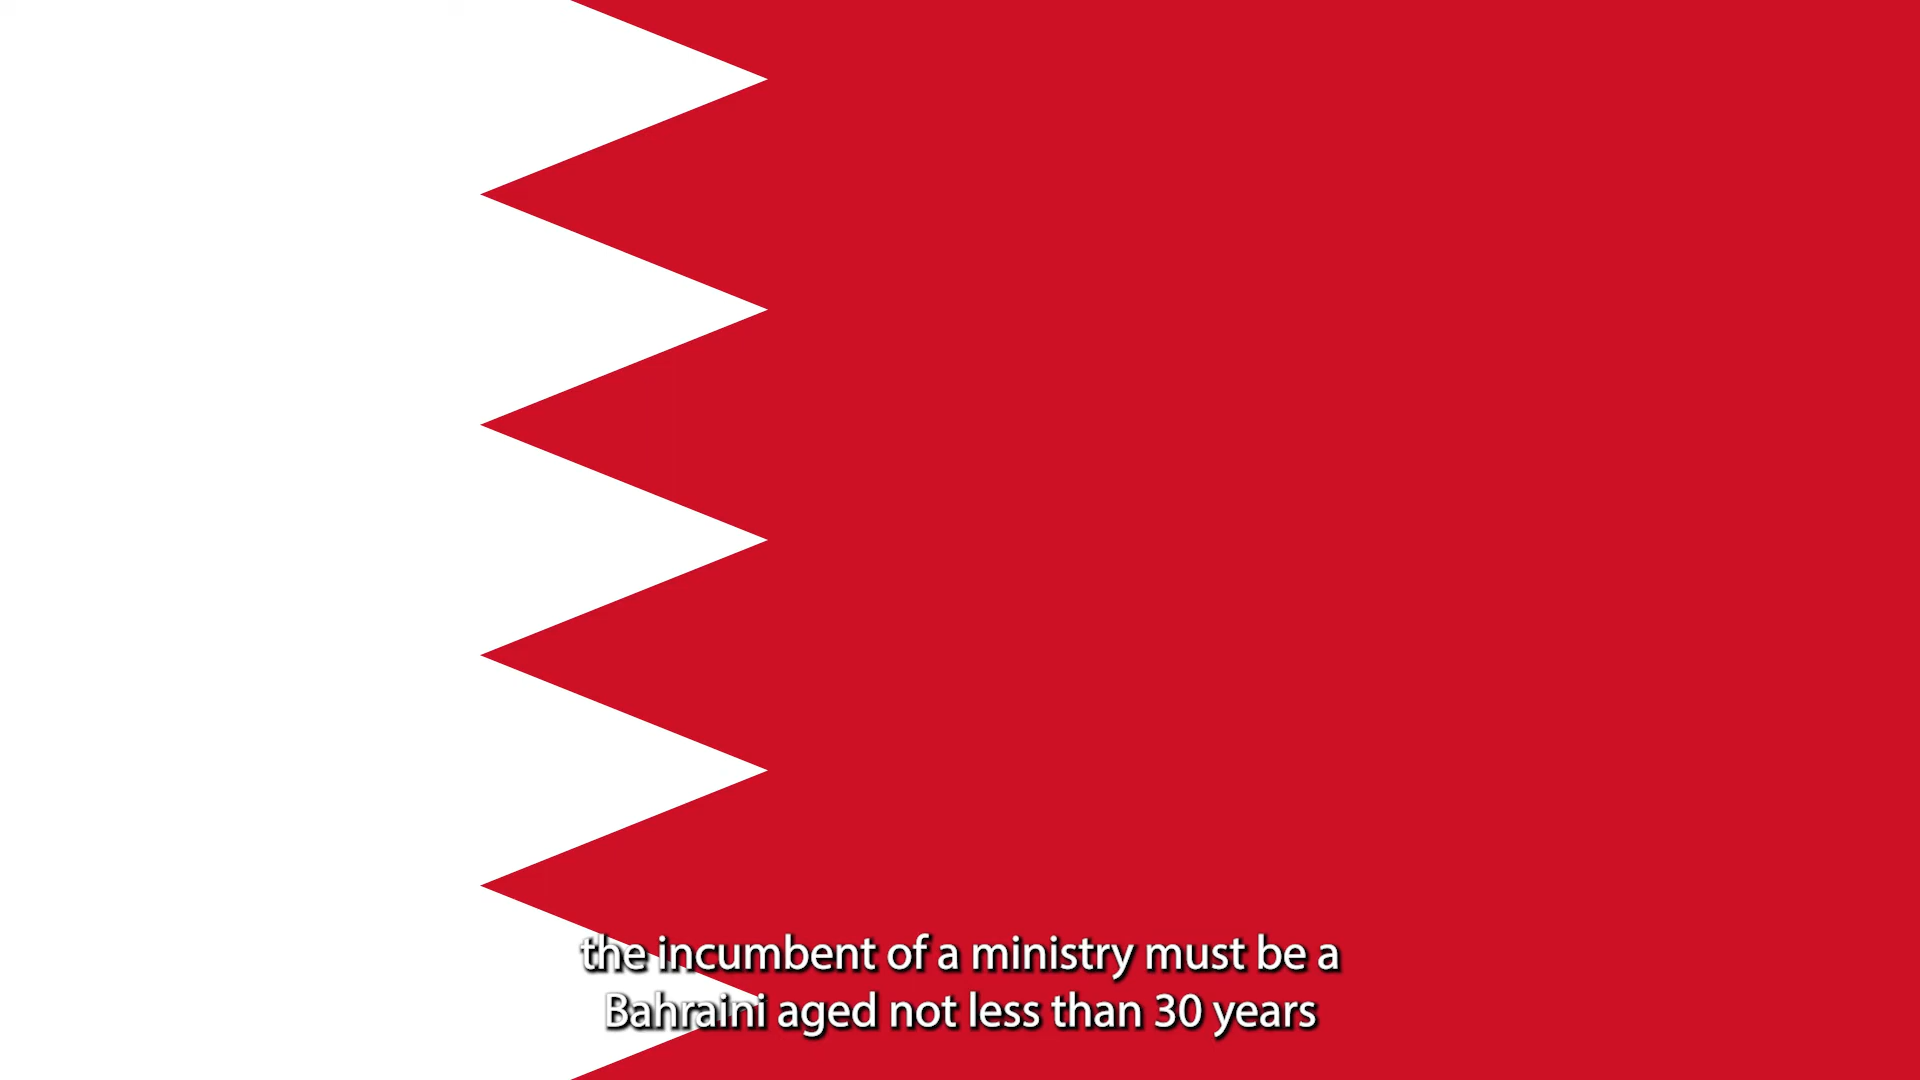 the incumbent of a ministry must be a
Bahraini aged not less than 30 years